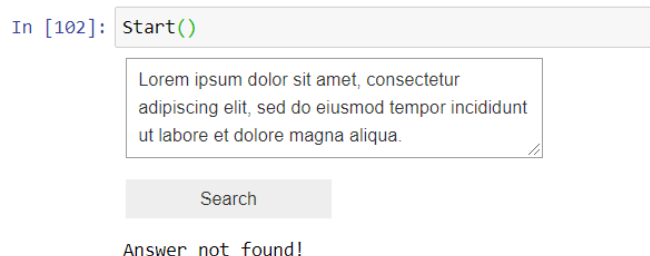 In [102]: Start()
Lorem ipsum dolor sit amet, consectetur
adipiscing elit, sed do eiusmod tempor incididunt
ut labore et dolore magna aliqua.
Search
Answer not found!